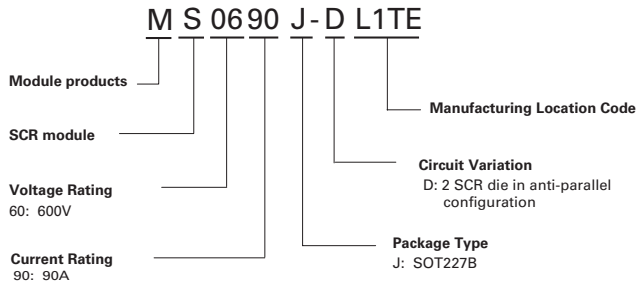 M S 06 90 J - D L1TE
Module products
Manufacturing Location Code
SCR module
Circuit Variation
D: 2 SCR die in anti-parallel
configuration
Voltage Rating
60: 600V
Package Type
J: SOT227B
Current Rating
90: 90A